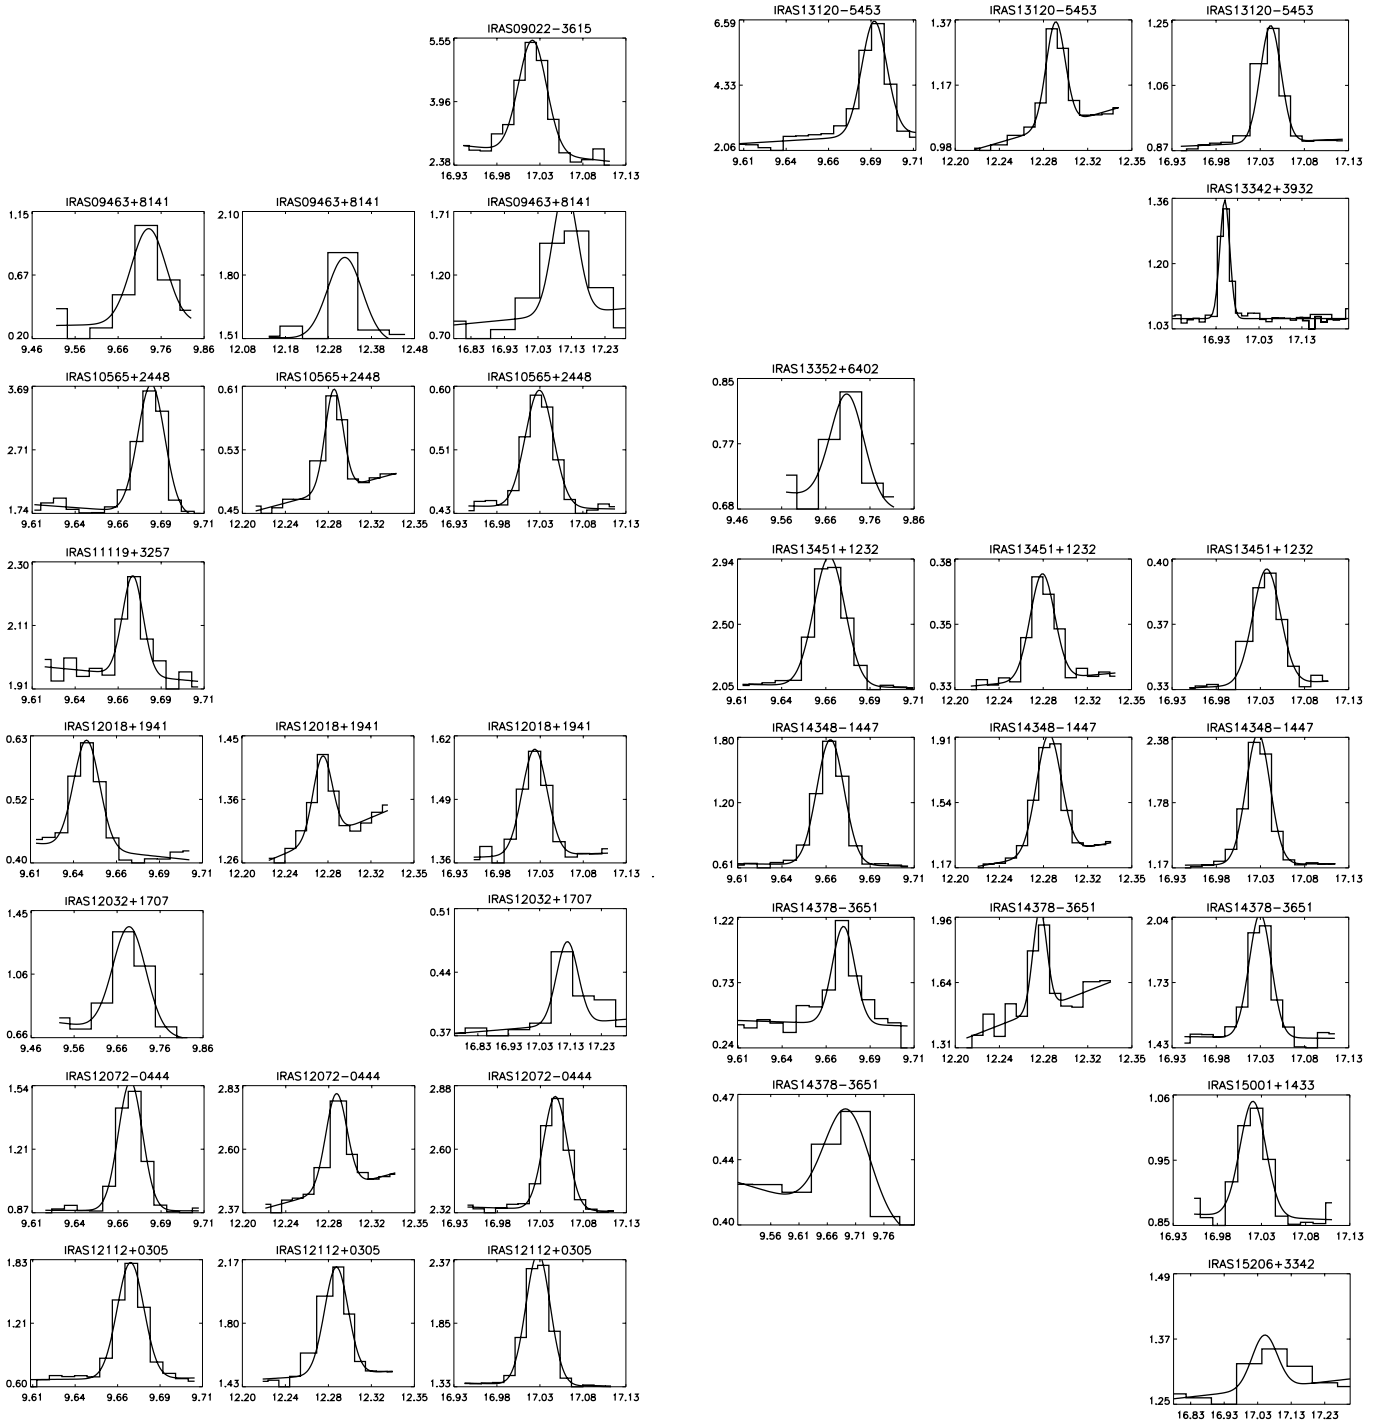 IRAS09022-3615
5.55
3.96
2.38
16.93 16.98 17.03 17.08 17.13
IRAS09463+8141
1.15
0.67
0.20
9.46 9.56 9.66 9.76 9.86
IRAS09463+8141
2.10
1.80
1.51
12.08 12.18 12.28 12.38 12.48
IRAS09463+8141
1.71
1.20
0.70
16.83 16.93 17.03 17.13 17.23
IRAS10565+2448
3.69
2.71
1.74
9.61 9.64 9.66 9.69 9.71
IRAS10565+2448
0.61
0.53
0.45
12.20 12.24 12.28 12.32 12.35
IRAS10565+2448
0.60
0.51
0.43
16.93 16.98 17.03 17.08 17.13
IRAS11119+3257
2.30
2.11
1.91
9.61 9.64 9.66 9.69 9.71
IRAS12018+1941
0.63
0.52
0.40
9.61 9.64 9.66 9.69 9.71
IRAS12018+1941
1.45
1.36
1.26
12.20 12.24 12.28 12.32 12.35
IRAS12018+1941
1.62
1.49
1.36
16.93 16.98 17.03 17.08 17.13
IRAS12032+1707
1.45
1.06
0.66
9.46 9.56 9.66 9.76 9.86
IRAS12032+1707
0.51
0.44
0.37
16.83 16.93 17.03 17.13 17.23
IRAS12072-0444
1.54
1.21
0.87
9.61 9.64 9.66 9.69 9.71
IRAS12072-0444
2.83
2.60
2.37
12.20 12.24 12.28 12.32 12.35
IRAS12072-0444
2.88
2.60
2.32
16.93 16.98 17.03 17.08 17.13
IRAS12112+0305
1.83
1.21
0.60
9.61 9.64 9.66 9.69 9.71
IRAS12112+0305
2.17
1.80
1.43
12.20 12.24 12.28 12.32 12.35
IRAS12112+0305
2.37
1.85
1.33
16.93 16.98 17.03 17.08 17.13
IRAS13120-5453
6.59
4.33
2.06
9.61 9.64 9.66 9.69 9.71
IRAS13120-5453
1.37
1.17
0.98
12.20 12.24 12.28 12.32 12.35
IRAS13120-5453
1.25
1.06
0.87
16.93 16.98 17.03 17.08 17.13
IRAS13342+3932
1.36
1.20
1.03
16.93 17.03 17.13
IRAS13352+6402
0.85
0.77
0.68
9.46 9.56 9.66 9.76 9.86
IRAS13451+1232
2.94
2.50
2.05
9.61 9.64 9.66 9.69 9.71
IRAS13451+1232
0.38
0.35
0.33
12.20 12.24 12.28 12.32 12.35
IRAS13451+1232
0.40
0.37
0.33
16.93 16.98 17.03 17.08 17.13
IRAS14348-1447
1.80
1.20
0.61
9.61 9.64 9.66 9.69 9.71
IRAS14348-1447
1.91
1.54
1.17
12.20 12.24 12.28 12.32 12.35
IRAS14348-1447
2.38
1.78
1.17
16.93 16.98 17.03 17.08 17.13
IRAS14378-3651
1.22
0.73
0.24
9.61 9.64 9.66 9.69 9.71
IRAS14378-3651
1.96
1.64
1.31
12.20 12.24 12.28 12.32 12.35
IRAS14378-3651
2.04
1.73
1.43
16.93 16.98 17.03 17.08 17.13
IRAS14378-3651
0.47
0.44
0.40
9.56 9.61 9.66 9.71 9.76
IRAS15001+1433
1.06
0.95
0.85
16.93 16.98 17.03 17.08 17.13
IRAS15206+3342
1.49
1.37
1.25
16.83 16.93 17.03 17.13 17.23